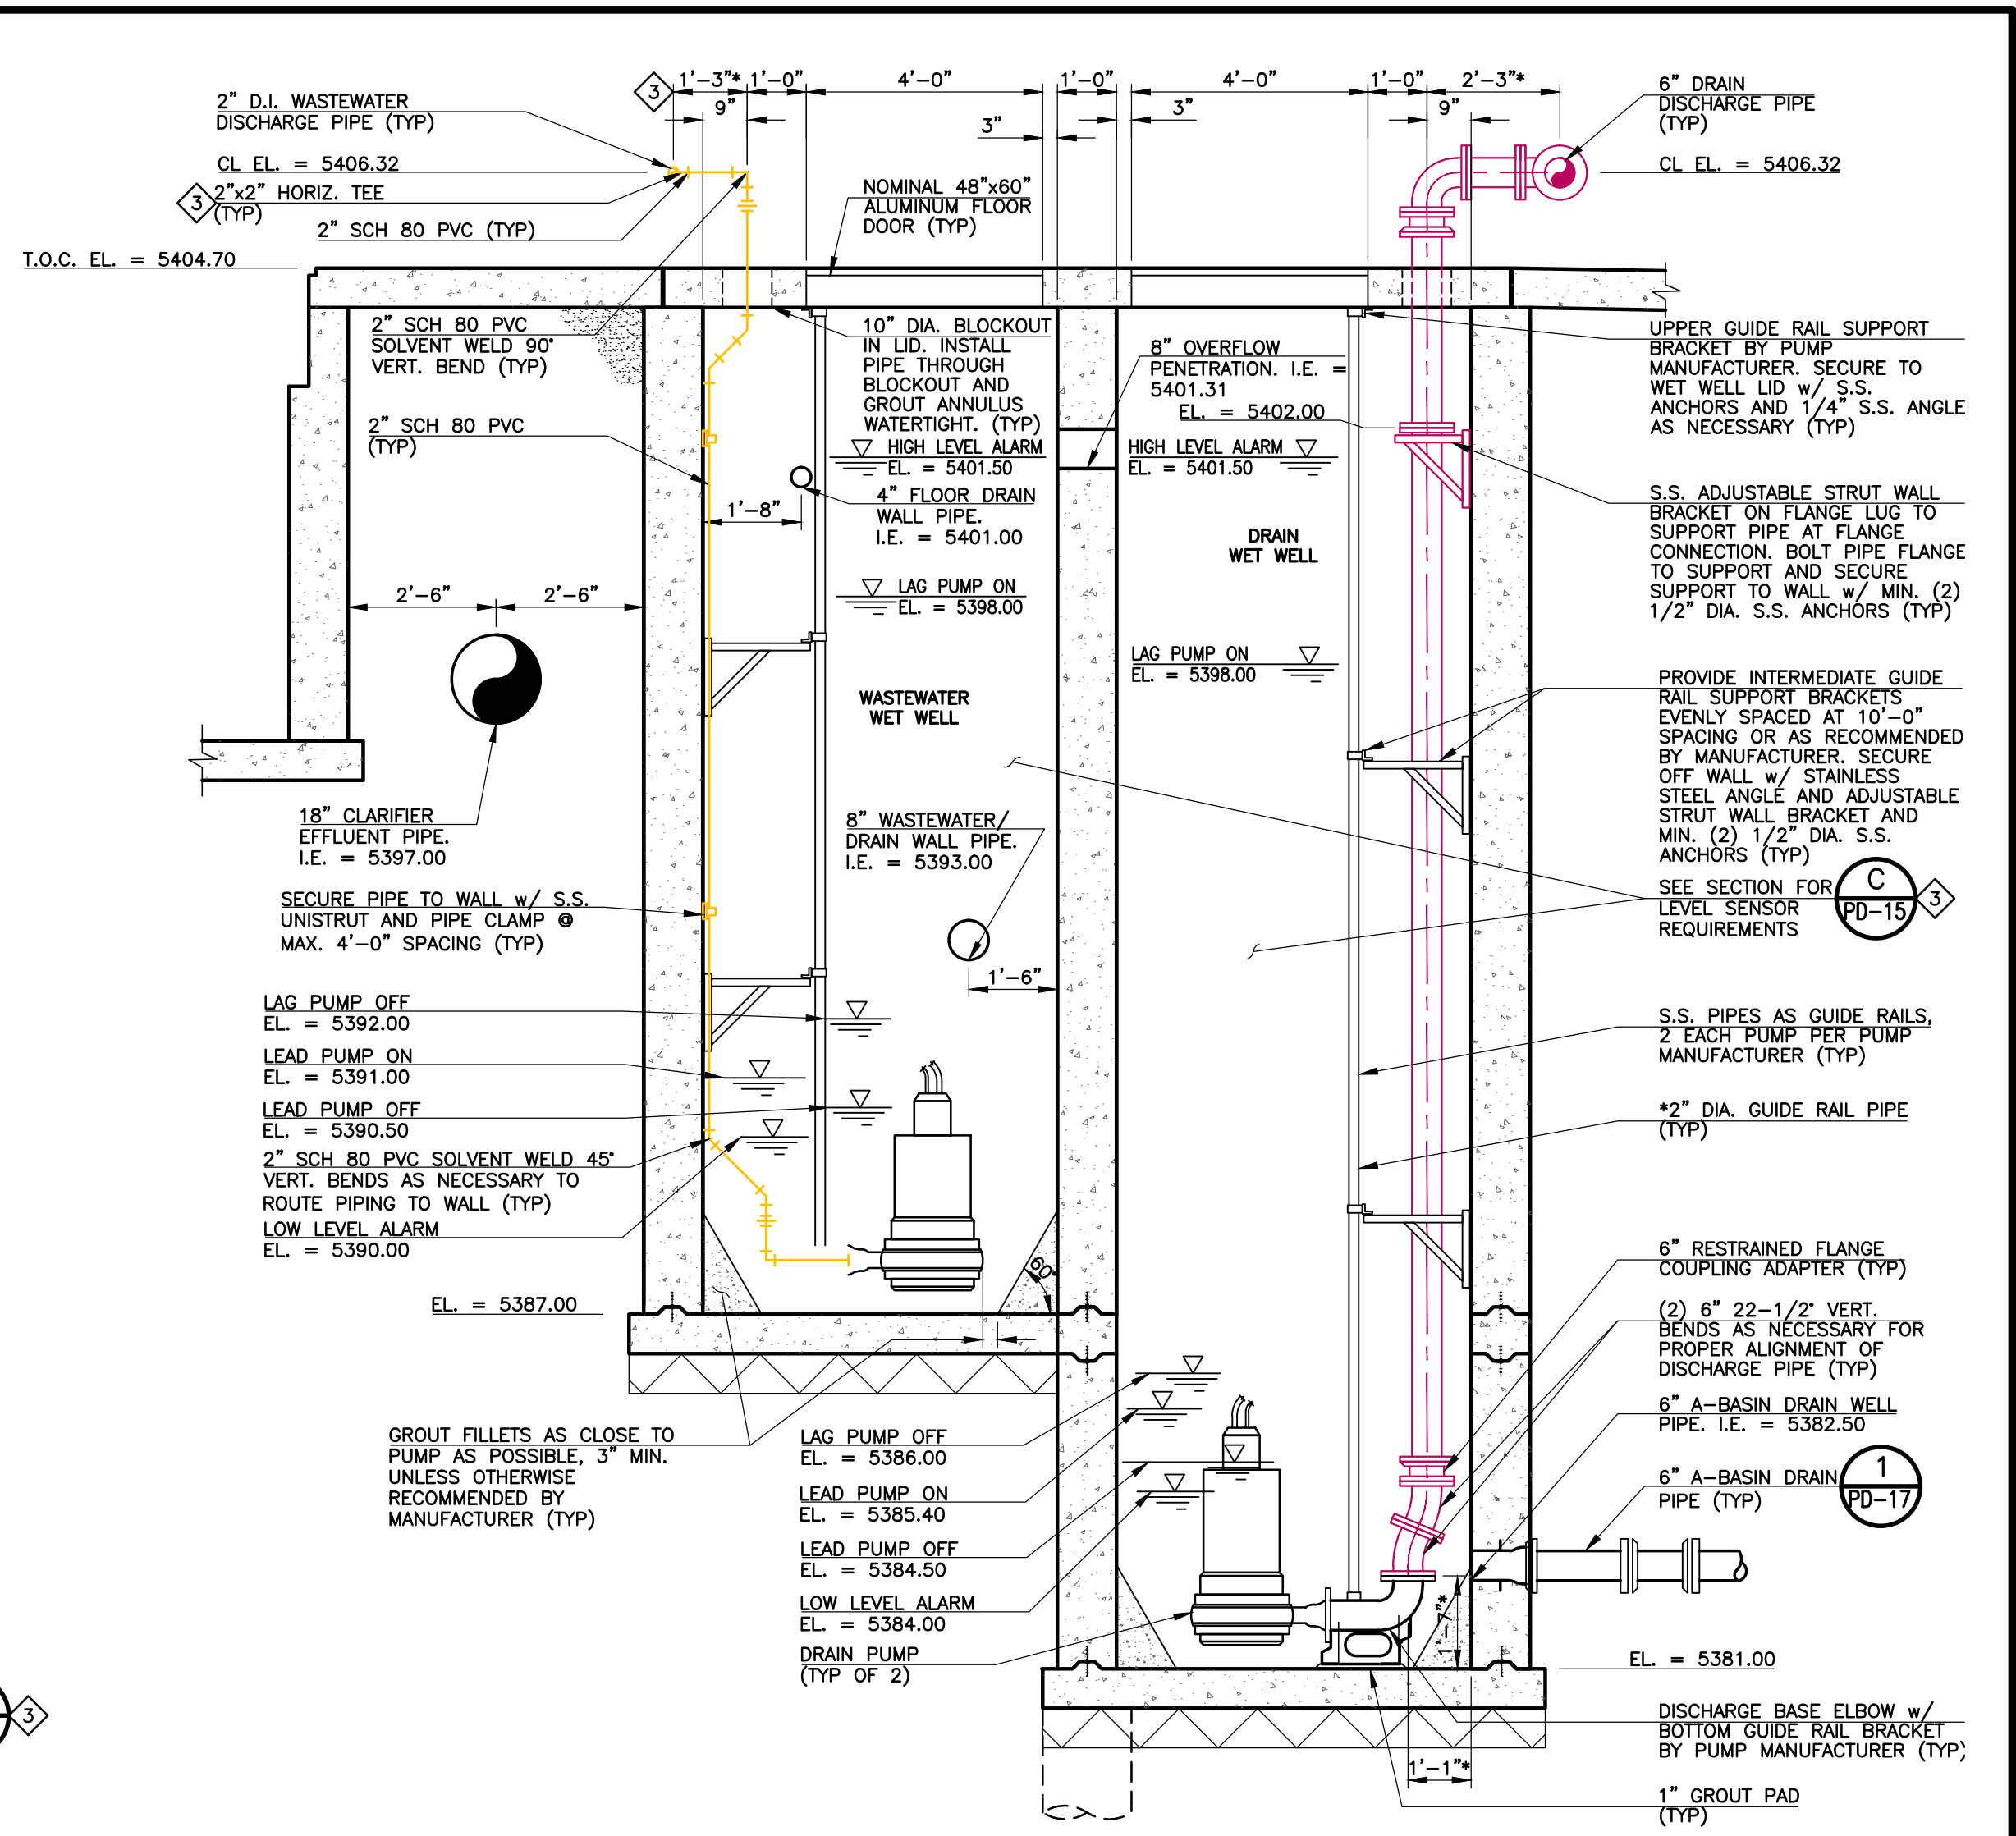 1'-3"* 1'-0" 4'-0" 1'-0" 4'-0" 1'-0" 2'-3"*
3
9" 3" 3" 9"
2" D.I. WASTEWATER
DISCHARGE PIPE (TYP)
CL EL. = 5406.32
3
2"x2" HORIZ. TEE
(TYP)
2" SCH 80 PVC (TYP)
T.O.C. EL. = 5404.70
NOMINAL 48"x60"
ALUMINUM FLOOR
DOOR (TYP)
6" DRAIN
DISCHARGE PIPE
(TYP)
CL EL. = 5406.32
2" SCH 80 PVC
SOLVENT WELD 90°
VERT. BEND (TYP)
2" SCH 80 PVC
(TYP)
10" DIA. BLOCKOUT
IN LID. INSTALL
PIPE THROUGH
BLOCKOUT AND
GROUT ANNULUS
WATERTIGHT. (TYP)
HIGH LEVEL ALARM
EL. = 5401.50
4" FLOOR DRAIN
WALL PIPE.
I.E. = 5401.00
1'-8"
8" OVERFLOW
PENETRATION. I.E. =
5401.31
EL. = 5402.00
HIGH LEVEL ALARM
EL. = 5401.50
DRAIN
WET WELL
UPPER GUIDE RAIL SUPPORT
BRACKET BY PUMP
MANUFACTURER. SECURE TO
WET WELL LID w/ S.S.
ANCHORS AND 1/4" S.S. ANGLE
AS NECESSARY (TYP)
S.S. ADJUSTABLE STRUT WALL
BRACKET ON FLANGE LUG TO
SUPPORT PIPE AT FLANGE
CONNECTION. BOLT PIPE FLANGE
TO SUPPORT AND SECURE
SUPPORT TO WALL w/ MIN. (2)
1/2" DIA. S.S. ANCHORS (TYP)
2'-6" 2'-6"
LAG PUMP ON
EL. = 5398.00
LAG PUMP ON
EL. = 5398.00
WASTEWATER
WET WELL
PROVIDE INTERMEDIATE GUIDE
RAIL SUPPORT BRACKETS
EVENLY SPACED AT 10'-0"
SPACING OR AS RECOMMENDED
BY MANUFACTURER. SECURE
OFF WALL w/ STAINLESS
STEEL ANGLE AND ADJUSTABLE
STRUT WALL BRACKET AND
MIN. (2) 1/2" DIA. S.S.
ANCHORS (TYP)
SEE SECTION FOR
LEVEL SENSOR
REQUIREMENTS
C
PD-15
3
18" CLARIFIER
EFFLUENT PIPE.
I.E. = 5397.00
8" WASTEWATER/
DRAIN WALL PIPE.
I.E. = 5393.00
1'-6"
SECURE PIPE TO WALL w/ S.S.
UNISTRUT AND PIPE CLAMP @
MAX. 4'-0" SPACING (TYP)
LAG PUMP OFF
EL. = 5392.00
LEAD PUMP ON
EL. = 5391.00
LEAD PUMP OFF
EL. = 5390.50
2" SCH 80 PVC SOLVENT WELD 45°
VERT. BENDS AS NECESSARY TO
ROUTE PIPING TO WALL (TYP)
LOW LEVEL ALARM
EL. = 5390.00
60°
EL. = 5387.00
S.S. PIPES AS GUIDE RAILS,
2 EACH PUMP PER PUMP
MANUFACTURER (TYP)
*2" DIA. GUIDE RAIL PIPE
(TYP)
6" RESTRAINED FLANGE
COUPLING ADAPTER (TYP)
(2) 6" 22-1/2° VERT.
BENDS AS NECESSARY FOR
PROPER ALIGNMENT OF
DISCHARGE PIPE (TYP)
6" A-BASIN DRAIN WELL
PIPE. I.E. = 5382.50
6" A-BASIN DRAIN
PIPE (TYP)
1
PD-17
GROUT FILLETS AS CLOSE TO
PUMP AS POSSIBLE, 3" MIN.
UNLESS OTHERWISE
RECOMMENDED BY
MANUFACTURER (TYP)
LAG PUMP OFF
EL. = 5386.00
LEAD PUMP ON
EL. = 5385.40
LEAD PUMP OFF
EL. = 5384.50
LOW LEVEL ALARM
EL. = 5384.00
DRAIN PUMP
(TYP OF 2)
1'-7"*
EL. = 5381.00
3
DISCHARGE BASE ELBOW w/
BOTTOM GUIDE RAIL BRACKET
BY PUMP MANUFACTURER (TYP)
1'-1"*
1" GROUT PAD
(TYP)